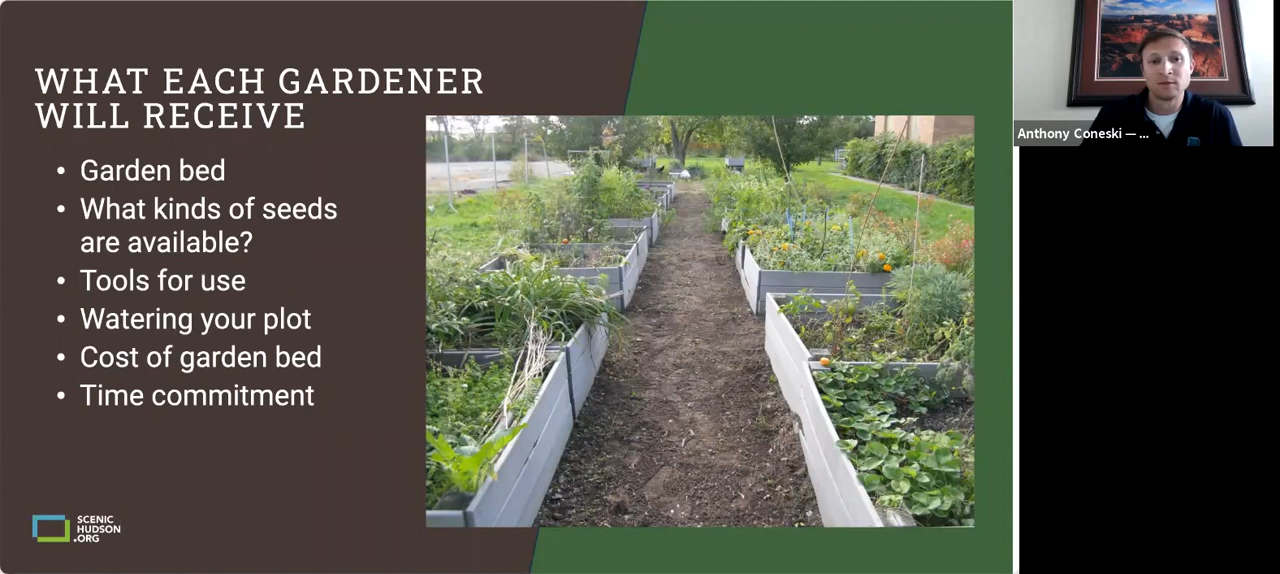 WHAT EACH GARDENER
WILL RECEIVE
• Garden bed
• What kinds of seeds
are available?
• Tools for use
• Watering your plot
• Cost of garden bed
• Time commitment
SCENIC
HUDSON
.ORG
Anthony Coneski — ...